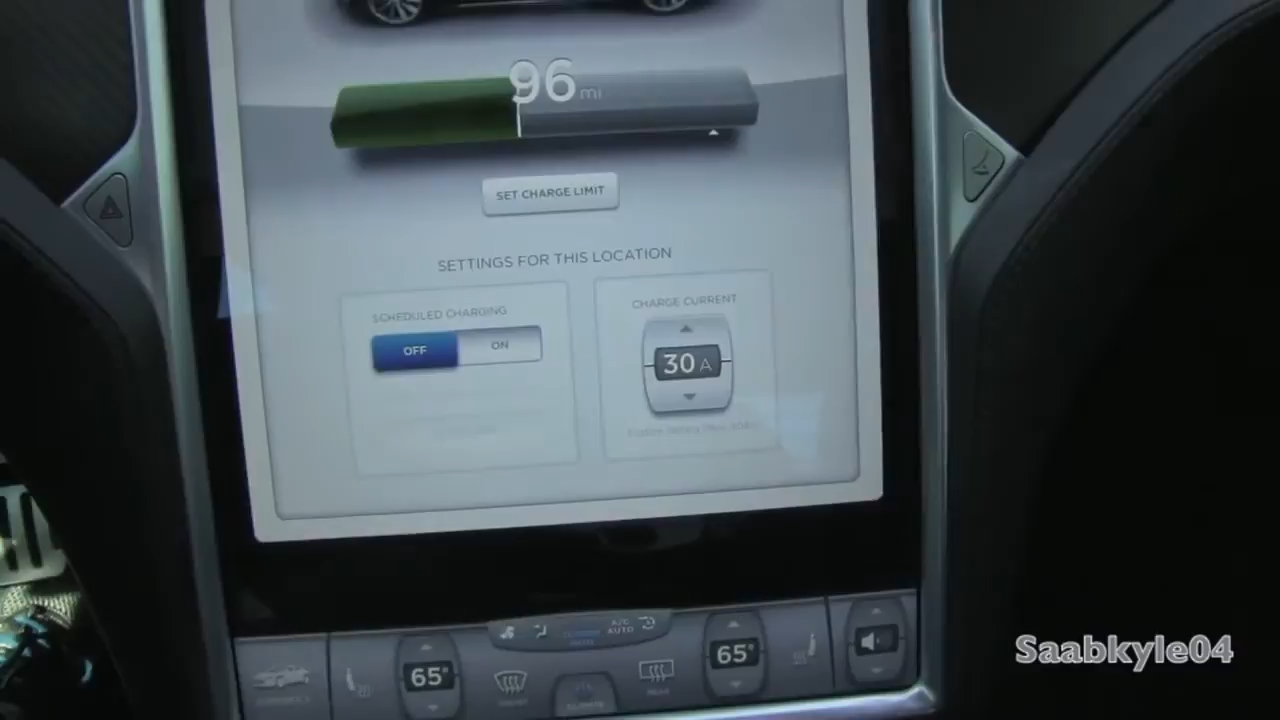 96 mi
SET CHARGE LIMIT
SETTINGS FOR THIS LOCATION
SCHEDULED CHARGING
OFF ON
CHARGE CURRENT
30 A
A/C
AUTO
65°
65°
Saabkyle04